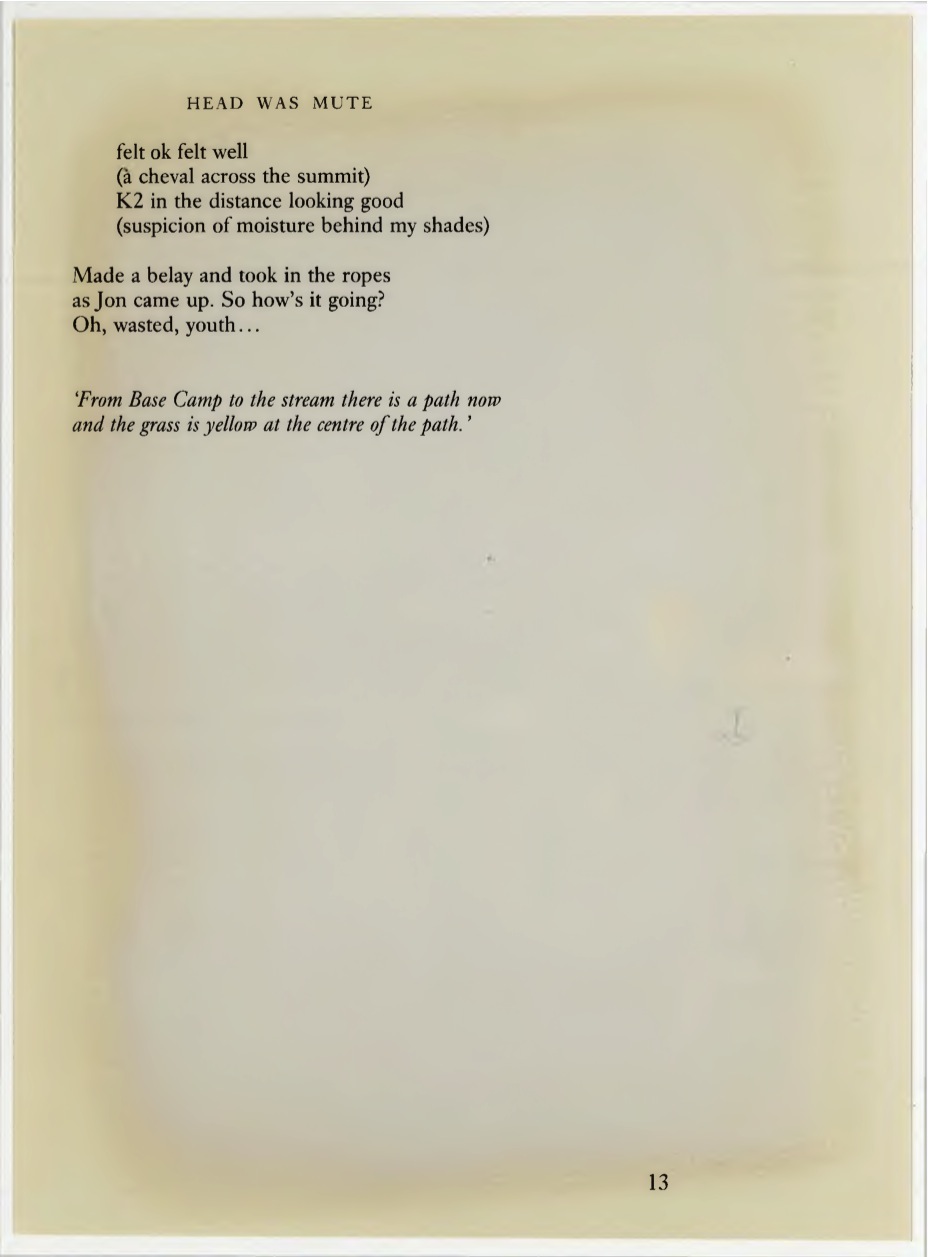 HEAD WAS MUTE
felt ok felt well
(à cheval across the summit)
K2 in the distance looking good
(suspicion of moisture behind my shades)
Made a belay and took in the ropes
as Jon came up. So how's it going?
Oh, wasted, youth...
'From Base Camp to the stream there is a path now
and the grass is yellow at the centre of the path.'
13